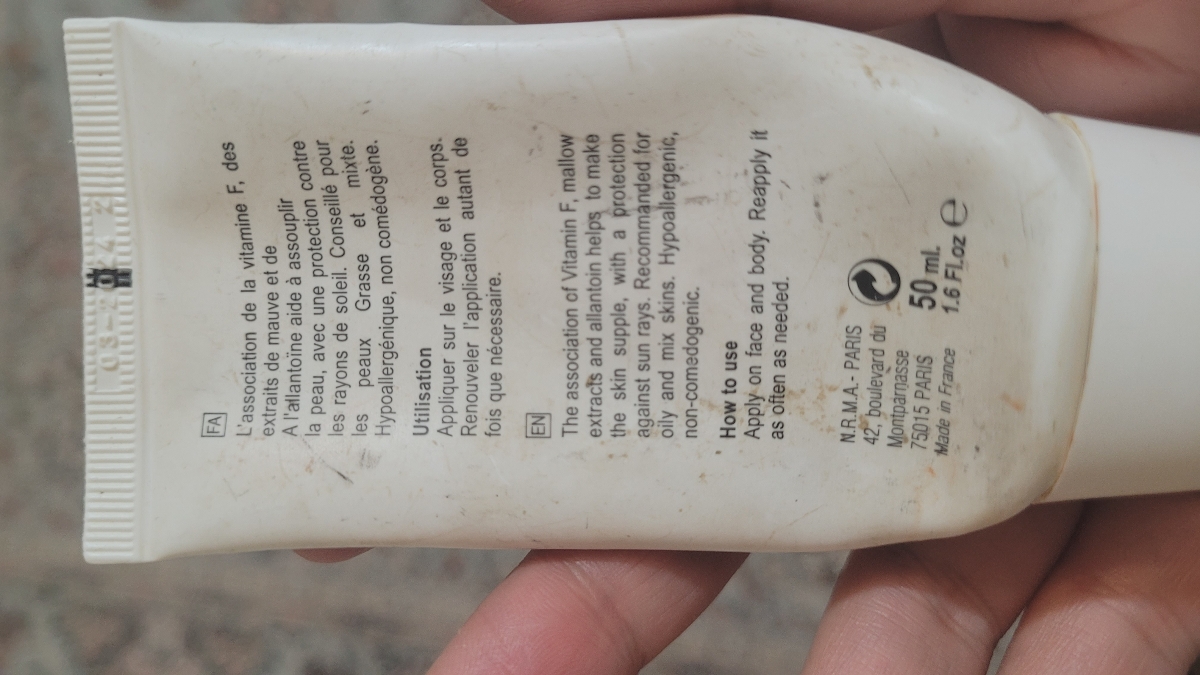 FA
L'association de la vitamine F, des
extraits de mauve et de
A l'allantoïne aide à assouplir
la peau, avec une protection contre
les rayons de soleil. Conseillé pour
les peaux Grasse et mixte.
Hypoallergénique, non comédogène.
Utilisation
Appliquer sur le visage et le corps.
Renouveler l'application autant de
fois que nécessaire.
EN
The association of Vitamin F, mallow
extracts and allantoin helps to make
the skin supple, with a protection
against sun rays. Recommanded for
oily and mix skins. Hypoallergenic,
non-comedogenic.
How to use
Apply on face and body. Reapply it
as often as needed.
N.R.M.A.- PARIS
42, boulevard du
Montparnasse
75015 PARIS
Made in France
50 ml.
1.6 Fl.oz e